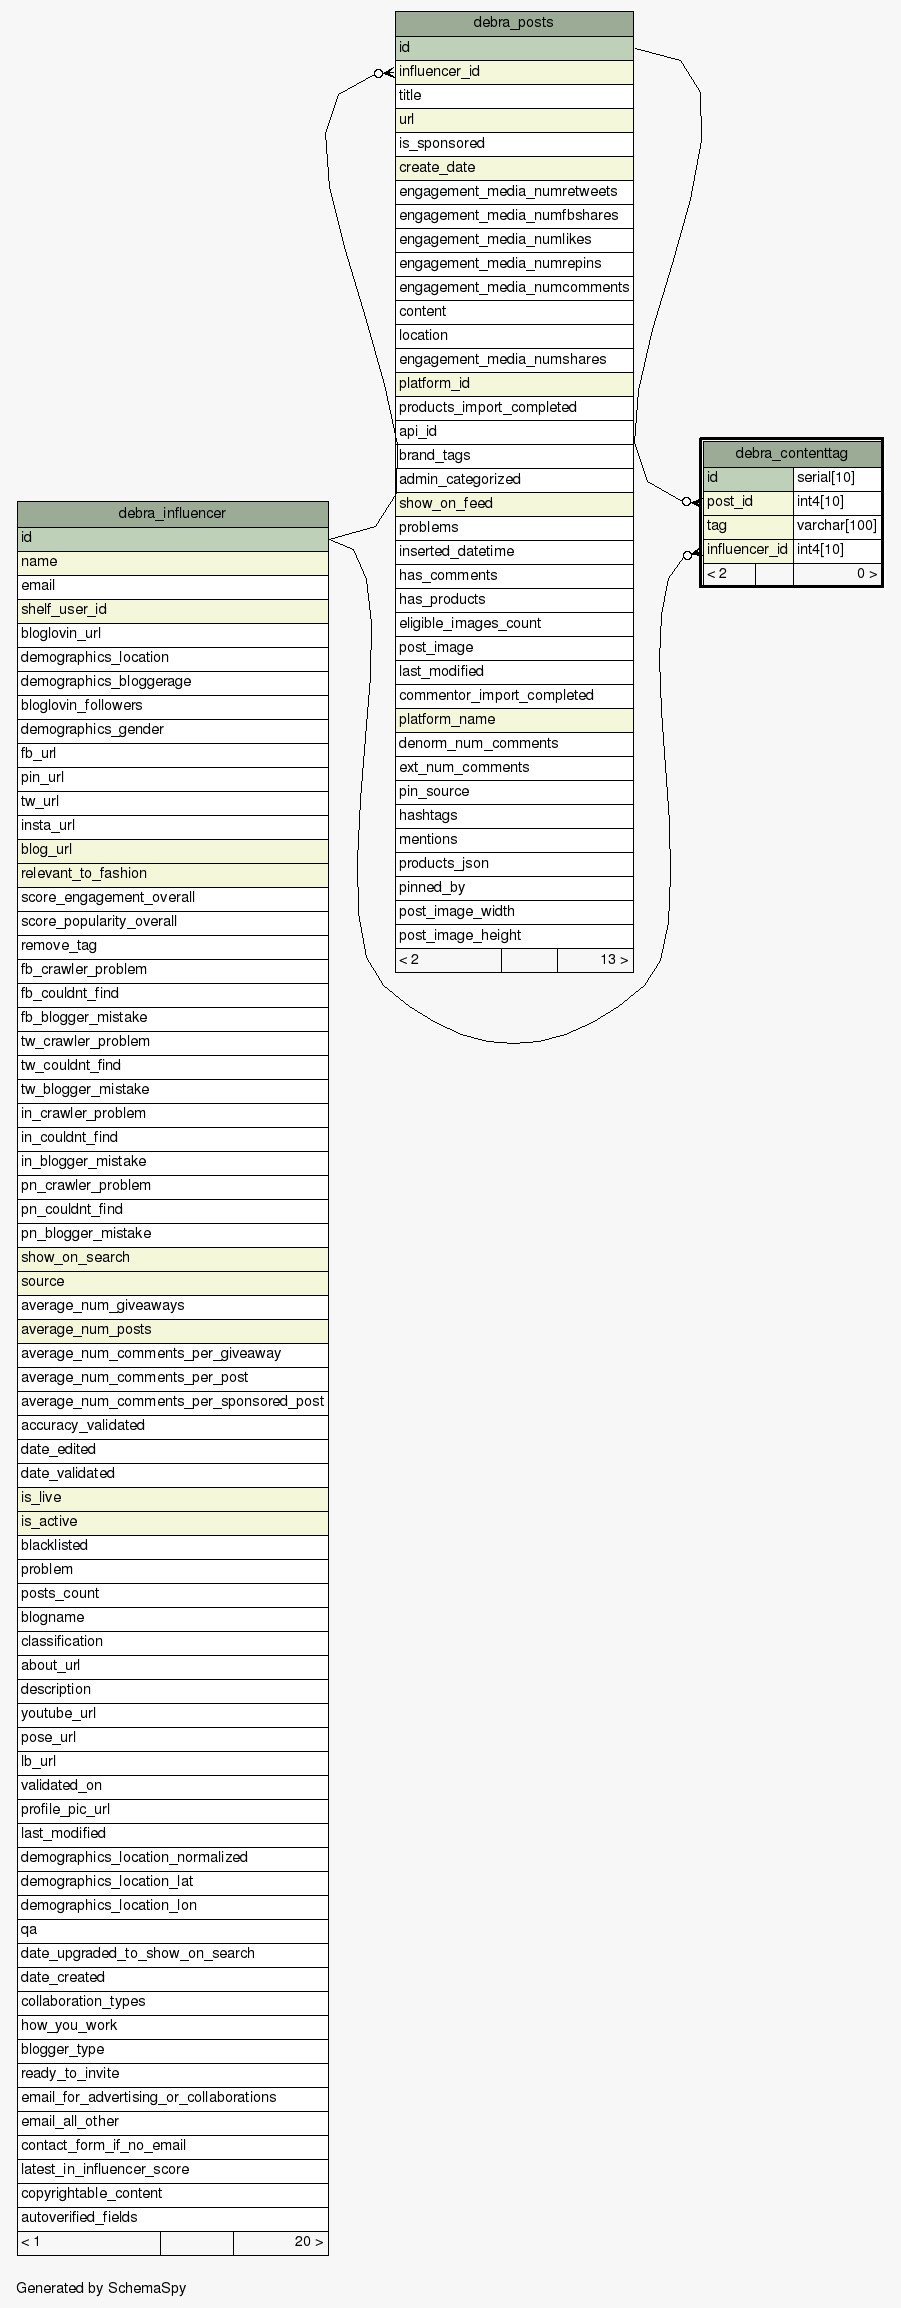 debra_posts
id
influencer_id
title
url
is_sponsored
create_date
engagement_media_numretweets
engagement_media_numfbshares
engagement_media_numlikes
engagement_media_numrepins
engagement_media_numcomments
content
location
engagement_media_numshares
platform_id
products_import_completed
api_id
brand_tags
admin_categorized
show_on_feed
problems
inserted_datetime
has_comments
has_products
eligible_images_count
post_image
last_modified
commentor_import_completed
platform_name
denorm_num_comments
ext_num_comments
pin_source
hashtags
mentions
products_json
pinned_by
post_image_width
post_image_height
< 2 13 >
debra_contenttag
id serial[10]
post_id int4[10]
tag varchar[100]
influencer_id int4[10]
< 2 0 >
debra_influencer
id
name
email
shelf_user_id
bloglovin_url
demographics_location
demographics_bloggerage
bloglovin_followers
demographics_gender
fb_url
pin_url
tw_url
insta_url
blog_url
relevant_to_fashion
score_engagement_overall
score_popularity_overall
remove_tag
fb_crawler_problem
fb_couldnt_find
fb_blogger_mistake
tw_crawler_problem
tw_couldnt_find
tw_blogger_mistake
in_crawler_problem
in_couldnt_find
in_blogger_mistake
pn_crawler_problem
pn_couldnt_find
pn_blogger_mistake
show_on_search
source
average_num_giveaways
average_num_posts
average_num_comments_per_giveaway
average_num_comments_per_post
average_num_comments_per_sponsored_post
accuracy_validated
date_edited
date_validated
is_live
is_active
blacklisted
problem
posts_count
blogname
classification
about_url
description
youtube_url
pose_url
lb_url
validated_on
profile_pic_url
last_modified
demographics_location_normalized
demographics_location_lat
demographics_location_lon
qa
date_upgraded_to_show_on_search
date_created
collaboration_types
how_you_work
blogger_type
ready_to_invite
email_for_advertising_or_collaborations
email_all_other
contact_form_if_no_email
latest_in_influencer_score
copyrightable_content
autoverified_fields
< 1 20 >
Generated by SchemaSpy